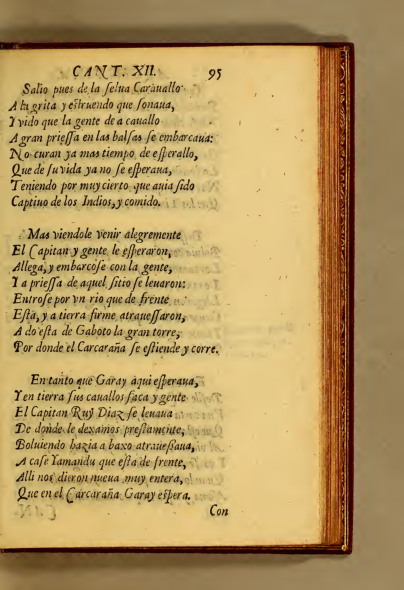 CANT. XII. 95
Salio pues de la ſelua Carauallo
A la grita y eſtruendo que ſonaua,
Y vido que la gente de a cauallo
A gran prieſſa en las balſas ſe embarcaua:
No curan ya mas tiempo de eſperallo,
Que de ſu vida ya no ſe eſperaua,
Teniendo por muy cierto que auia ſido
Captiuo de los Indios, y comido.
Mas viendole venir alegremente
El Capitan y gente le eſperaron,
Allega, y embarcoſe con la gente,
Y a prieſſa de aquel ſitio ſe leuaron:
Entroſe por vn rio que de frente
Eſta, y a tierra firme atraueſſaron,
A do eſta de Gaboto la gran torre,
Por donde el Carcaraña ſe eſtiende y corre.
En tanto que Garay aqui eſperaua,
Y en tierra ſus cauallos ſaca y gente
El Capitan Ruy Diaz ſe leuaua
De donde le dexamos preſtamente,
Boluiendo hazia a baxo atraueſſaua,
A caſe Yamandu que eſta de frente,
Alli nos dieron nueua muy entera,
Que en el Carcaraña Garay eſpera.
Con